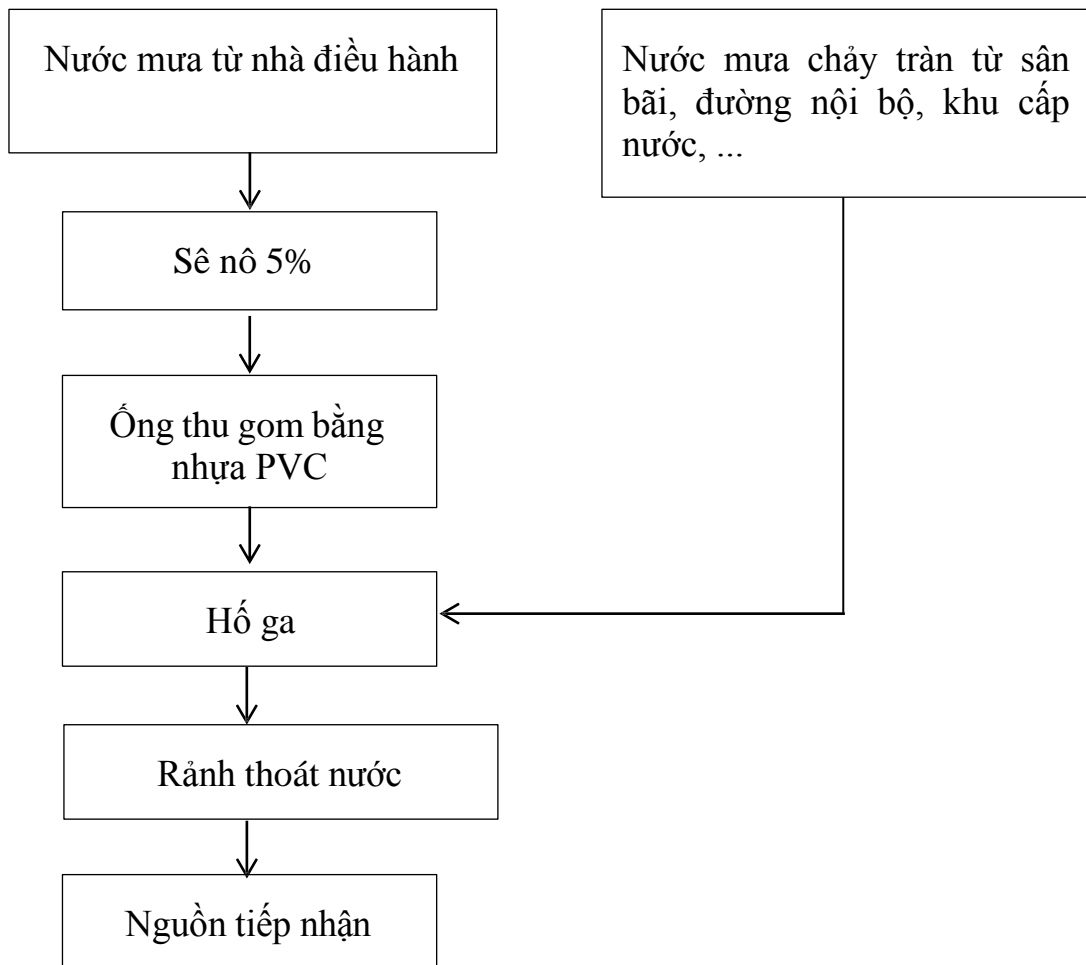 Nước mưa từ nhà điều hành
Nước mưa chảy tràn từ sân
bãi, đường nội bộ, khu cấp
nước, ...
Sê nô 5%
Ống thu gom bằng
nhựa PVC
Hố ga
Rảnh thoát nước
Nguồn tiếp nhận